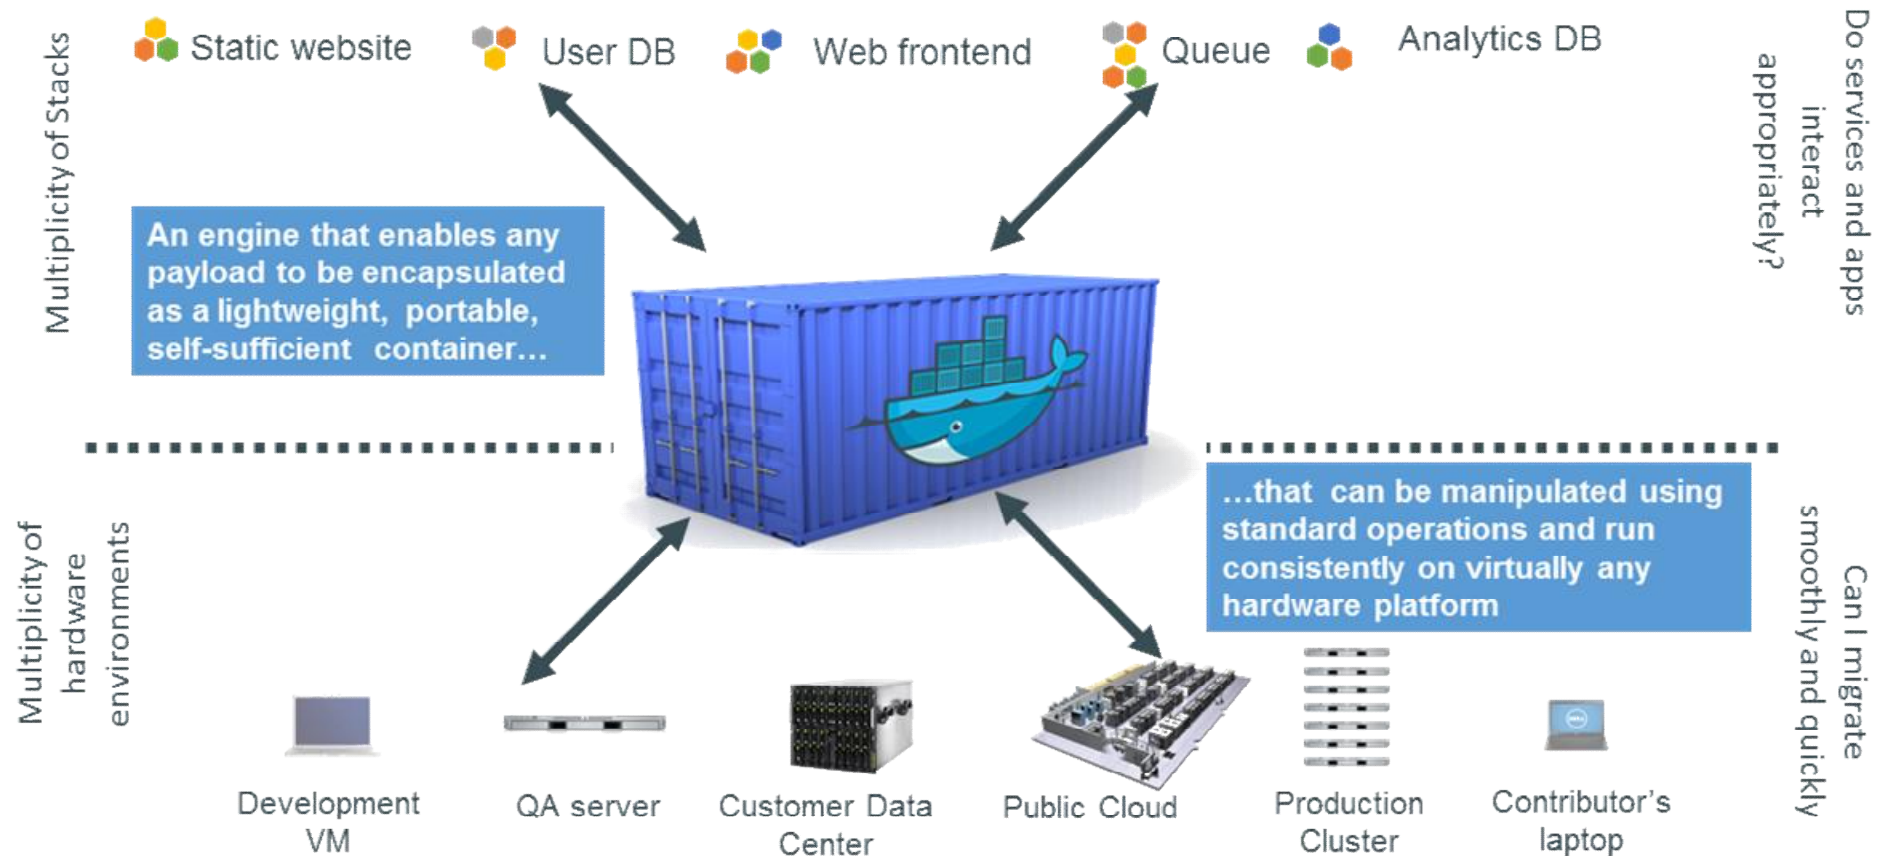 Static website
User DB
Web frontend
Queue
Analytics DB
Multiplicity of Stacks
Do services and apps
interact
appropriately?
An engine that enables any
payload to be encapsulated
as a lightweight, portable,
self-sufficient container...
...that can be manipulated using
standard operations and run
consistently on virtually any
hardware platform
Multiplicity of
hardware
environments
Can I migrate
smoothly and quickly
DELL
Development
VM
QA server
Customer Data
Center
Public Cloud
Production
Cluster
Contributor’s
laptop